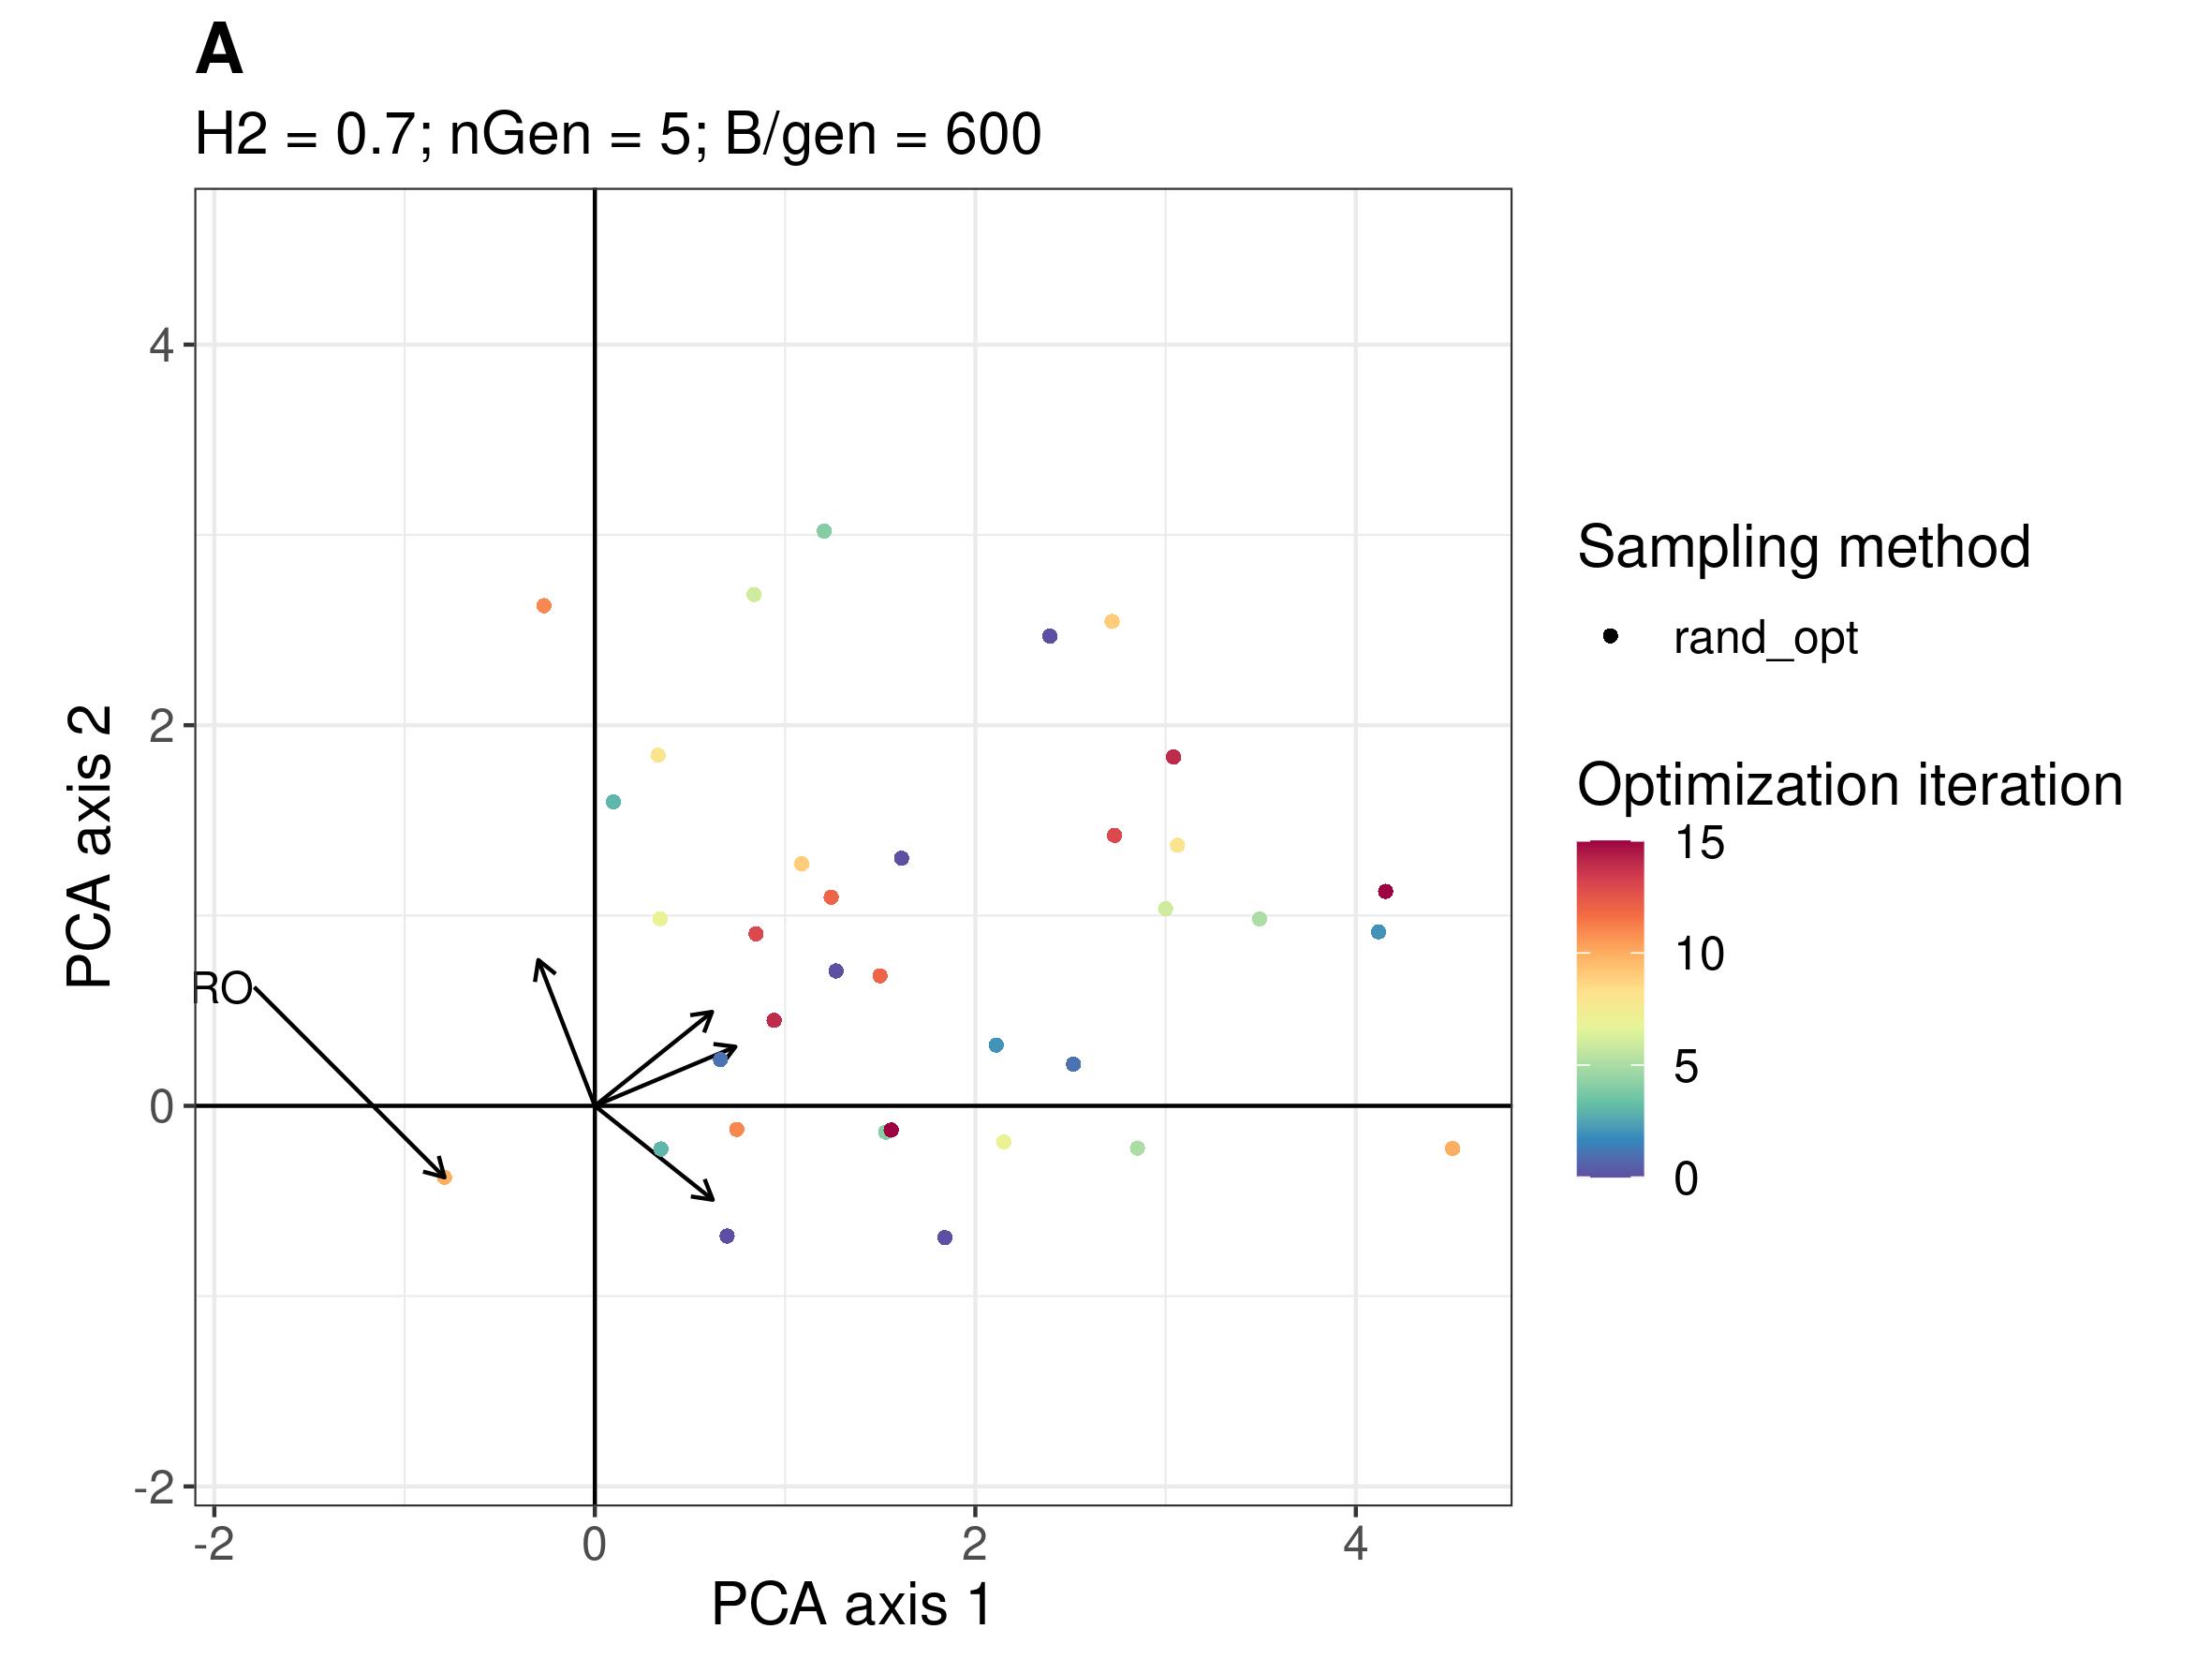 A
H2 = 0.7; nGen = 5; B/gen = 600
PCA axis 2
4
2
0
-2
RO
-2
0
2
4
PCA axis 1
Sampling method
rand_opt
Optimization iteration
15
10
5
0